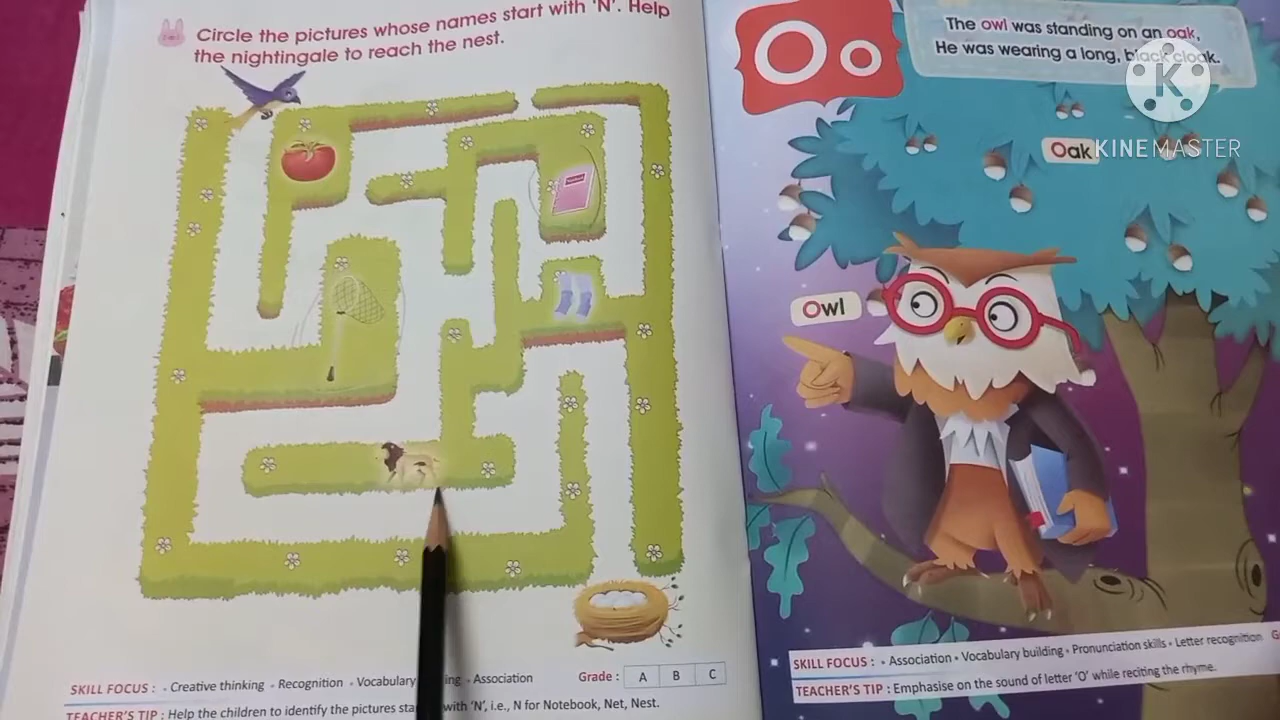 Circle the pictures whose names start with 'N'. Help
the nightingale to reach the nest.
SKILL FOCUS : • Creative thinking • Recognition • Vocabulary • Association
Grade : A B C
TEACHER'S TIP : Help the children to identify the pictures with 'N', i.e., N for Notebook, Net, Nest.
O o
The owl was standing on an oak,
He was wearing a long, black cloak.
K
KINEMASTER
Oak
Owl
SKILL FOCUS : • Association • Vocabulary building • Pronunciation skills • Letter recognition
TEACHER'S TIP : Emphasise on the sound of letter 'O' while reciting the rhyme.